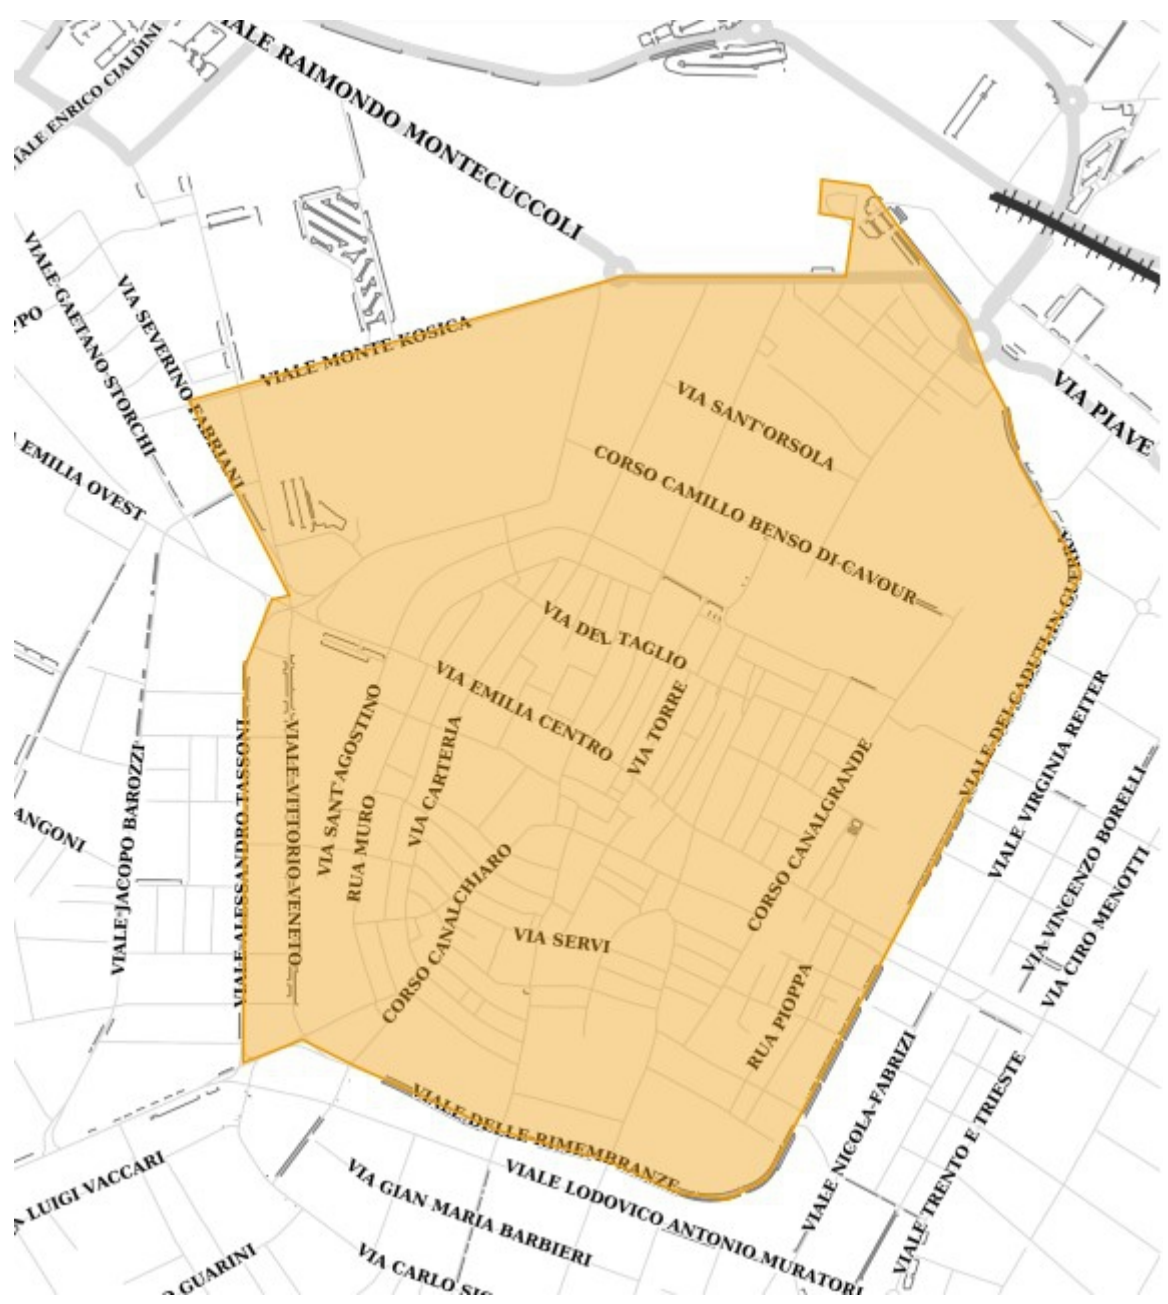 VIALE ENRICO CIALDINI
VIALE RAIMONDO MONTECUCCOLI
VIALE GAETANO STORCHI
VIA SEVERINO FABRIANI
VIALE MONTE KOSICA
EMILIA OVEST
VIA PIAVE
VIA SANT'ORSOLA
CORSO CAMILLO BENSO DI CAVOUR
VIA DEL TAGLIO
VIA EMILIA CENTRO
VIA TORRE
VIALE DEI CADUTI IN GUERRA
VIALE VIRGINIA REITER
VIA VINCENZO BORELLI
VIA CIRO MENOTTI
VIALE JACOPO BAROZZI
ANGONI
VIALE ALESSANDRO TASSONI
VIALE VITTORIO VENETO
VIA SANT'AGOSTINO
RUA MURO
VIA CARTERIA
CORSO CANALCHIARO
CORSO CANALGRANDE
VIA SERVI
RUA PIOPPA
VIALE DELLE RIMEMBRANZE
VIALE NICOLA FABRIZI
VIALE TRENTO E TRIESTE
LUIGI VACCARI
VIA GIAN MARIA BARBIERI
VIALE LODOVICO ANTONIO MURATORI
GUARINI
VIA CARLO